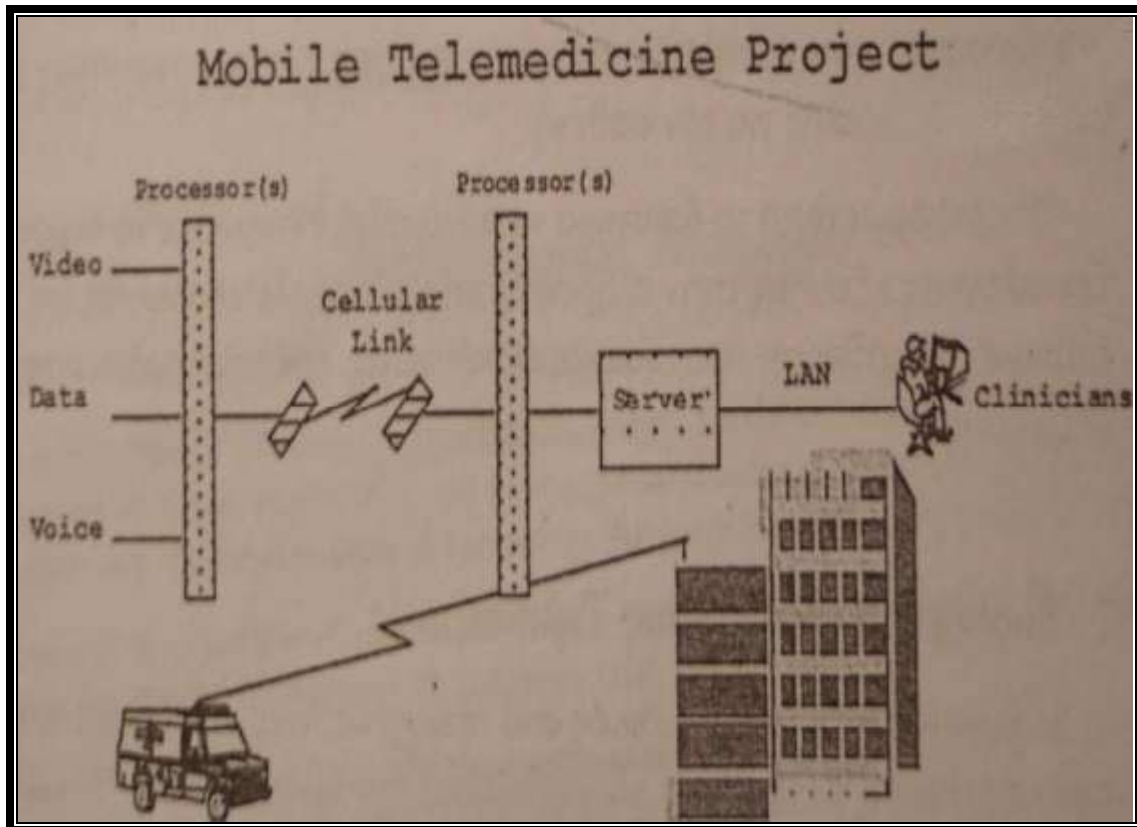 Mobile Telemedicine Project
Processor(s)
Processor(s)
Video
Cellular
Link
Data
Server
LAN
Clinicians
Voice